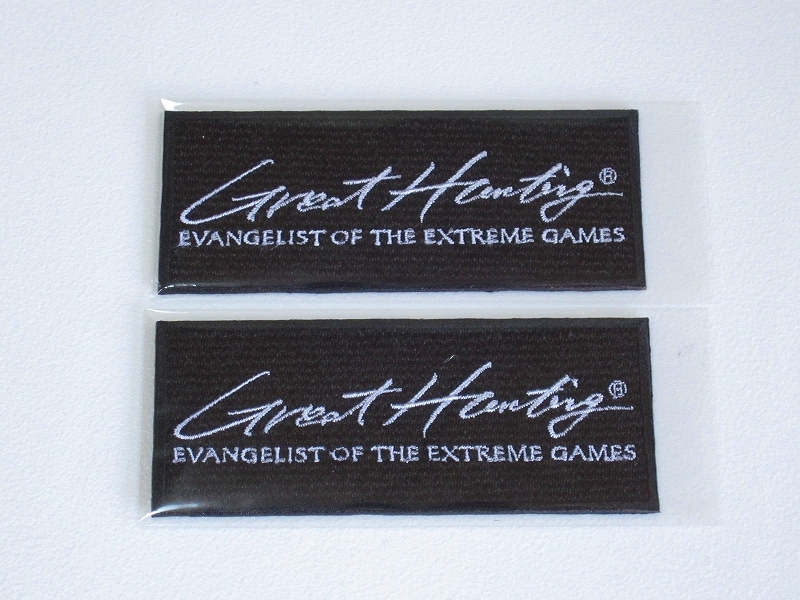 Great Hunting®
EVANGELIST OF THE EXTREME GAMES
Great Hunting®
EVANGELIST OF THE EXTREME GAMES